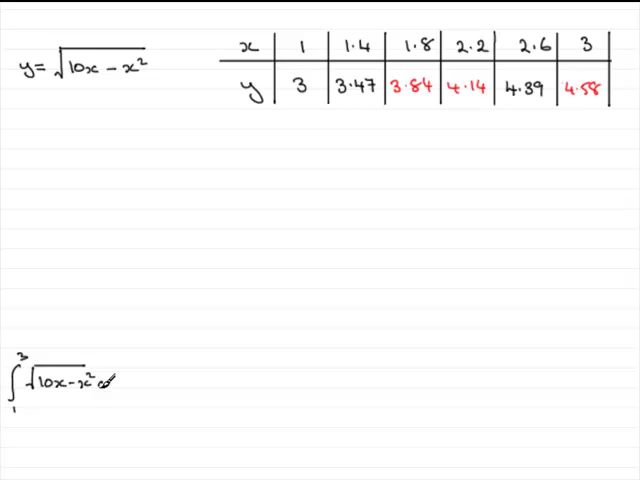 y = √10x − x²
x 1 1.4 1.8 2.2 2.6 3
y 3 3.47 3.84 4.14 4.39 4.58
∫₁³ √10x − x²